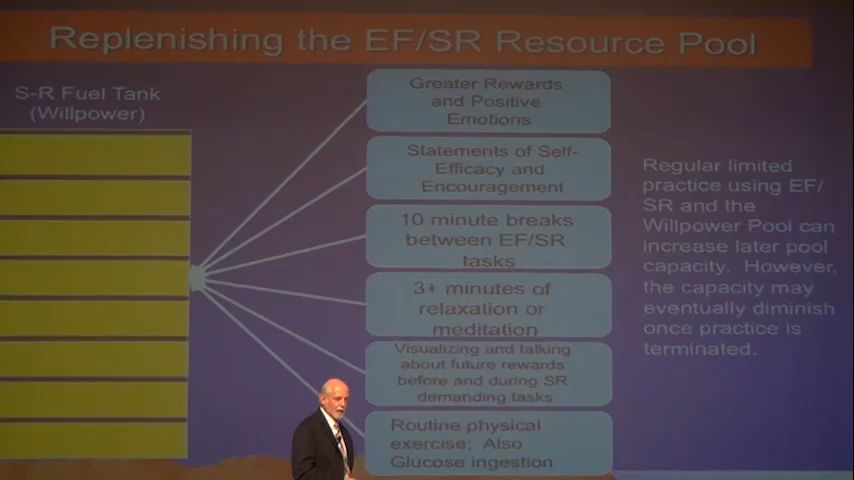 Replenishing the EF/SR Resource Pool
S-R Fuel Tank
(Willpower)
Greater Rewards
and Positive
Emotions
Statements of Self-
Efficacy and
Encouragement
10 minute breaks
between EF/SR
tasks
3+ minutes of
relaxation or
meditation
Visualizing and talking
about future rewards
before and during SR
demanding tasks
Routine physical
exercise; Also
Glucose ingestion
Regular limited
practice using EF/
SR and the
Willpower Pool can
increase later pool
capacity. However,
the capacity may
eventually diminish
once practice is
terminated.